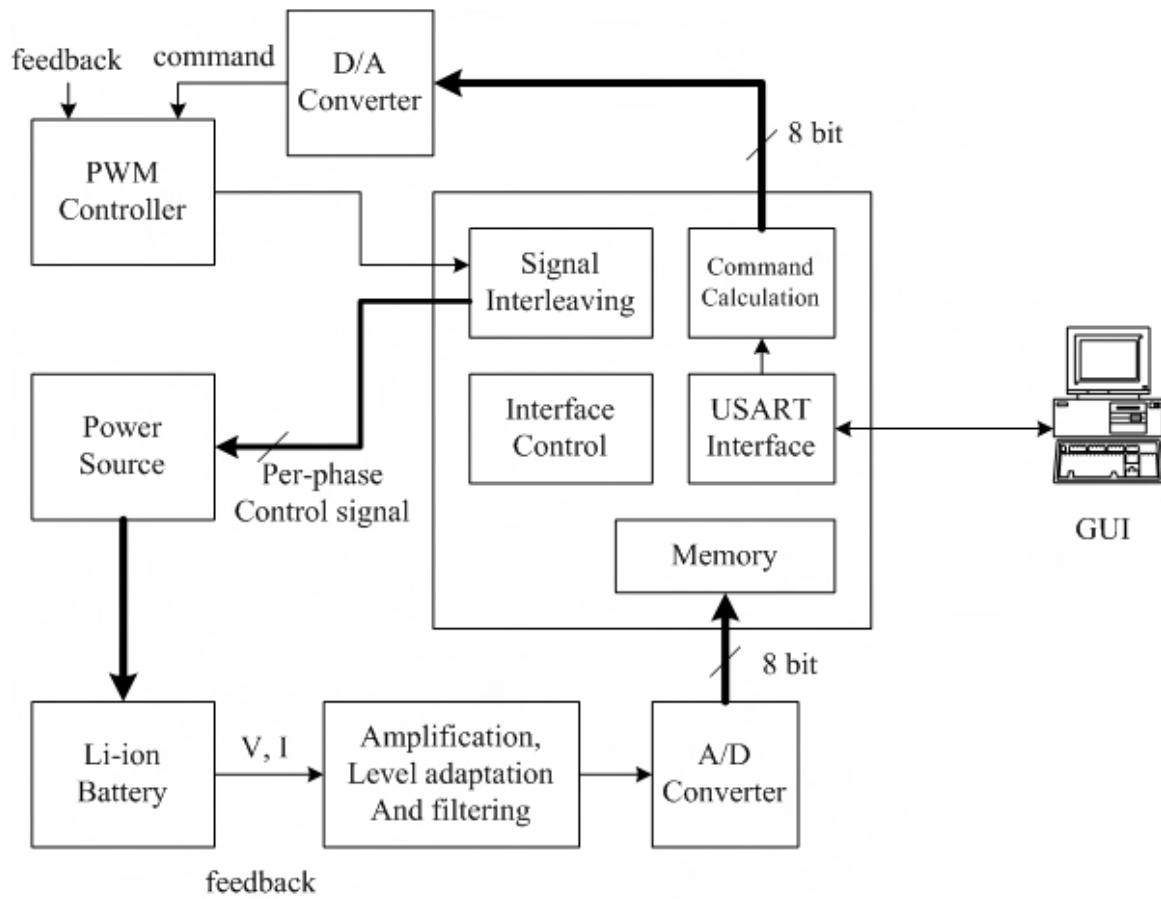 feedback
command
D/A
Converter
8 bit
PWM
Controller
Signal
Interleaving
Command
Calculation
Power
Source
Interface
Control
USART
Interface
Per-phase
Control signal
GUI
Memory
8 bit
Li-ion
Battery
V, I
Amplification,
Level adaptation
And filtering
A/D
Converter
feedback